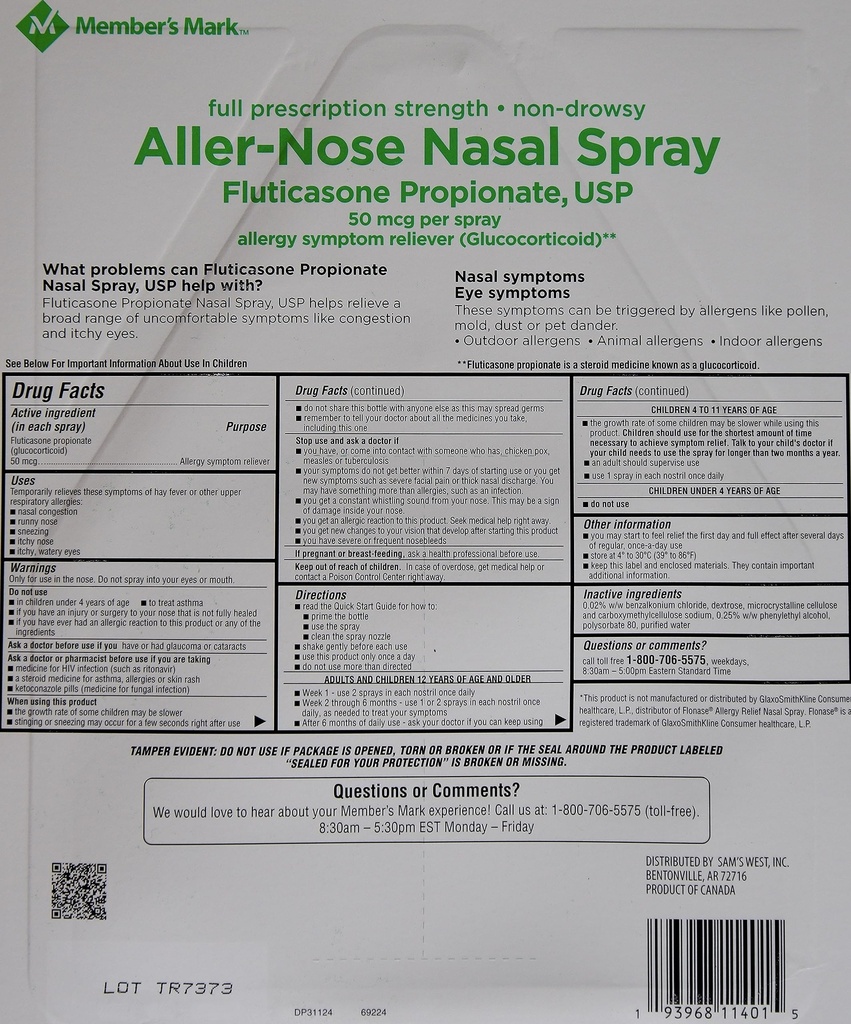 Member's Mark™
full prescription strength • non-drowsy
Aller-Nose Nasal Spray
Fluticasone Propionate, USP
50 mcg per spray
allergy symptom reliever (Glucocorticoid)**
What problems can Fluticasone Propionate
Nasal Spray, USP help with?
Fluticasone Propionate Nasal Spray, USP helps relieve a
broad range of uncomfortable symptoms like congestion
and itchy eyes.
Nasal symptoms
Eye symptoms
These symptoms can be triggered by allergens like pollen,
mold, dust or pet dander.
• Outdoor allergens • Animal allergens • Indoor allergens
See Below For Important Information About Use In Children
**Fluticasone propionate is a steroid medicine known as a glucocorticoid.
Drug Facts
Active ingredient
(in each spray) Purpose
Fluticasone propionate
(glucocorticoid)
50 mcg........................................ Allergy symptom reliever
Uses
Temporarily relieves these symptoms of hay fever or other upper
respiratory allergies:
■ nasal congestion
■ runny nose
■ sneezing
■ itchy nose
■ itchy, watery eyes
Warnings
Only for use in the nose. Do not spray into your eyes or mouth.
Do not use
■ in children under 4 years of age ■ to treat asthma
■ if you have an injury or surgery to your nose that is not fully healed
■ if you have ever had an allergic reaction to this product or any of the
ingredients
Ask a doctor before use if you have or had glaucoma or cataracts
Ask a doctor or pharmacist before use if you are taking
■ medicine for HIV infection (such as ritonavir)
■ a steroid medicine for asthma, allergies or skin rash
■ ketoconazole pills (medicine for fungal infection)
When using this product
■ the growth rate of some children may be slower
■ stinging or sneezing may occur for a few seconds right after use
Drug Facts (continued)
■ do not share this bottle with anyone else as this may spread germs
■ remember to tell your doctor about all the medicines you take,
including this one
Stop use and ask a doctor if
■ you have, or come into contact with someone who has, chicken pox,
measles or tuberculosis
■ your symptoms do not get better within 7 days of starting use or you get
new symptoms such as severe facial pain or thick nasal discharge. You
may have something more than allergies, such as an infection.
■ you get a constant whistling sound from your nose. This may be a sign
of damage inside your nose.
■ you get an allergic reaction to this product. Seek medical help right away.
■ you get new changes to your vision that develop after starting this product
■ you have severe or frequent nosebleeds
If pregnant or breast-feeding, ask a health professional before use.
Keep out of reach of children. In case of overdose, get medical help or
contact a Poison Control Center right away.
Directions
■ read the Quick Start Guide for how to:
■ prime the bottle
■ use the spray
■ clean the spray nozzle
■ shake gently before each use
■ use this product only once a day
■ do not use more than directed
ADULTS AND CHILDREN 12 YEARS OF AGE AND OLDER
■ Week 1 - use 2 sprays in each nostril once daily
■ Week 2 through 6 months - use 1 or 2 sprays in each nostril once
daily, as needed to treat your symptoms
■ After 6 months of daily use - ask your doctor if you can keep using
Drug Facts (continued)
CHILDREN 4 TO 11 YEARS OF AGE
■ the growth rate of some children may be slower while using this
product. Children should use for the shortest amount of time
necessary to achieve symptom relief. Talk to your child's doctor if
your child needs to use the spray for longer than two months a year.
■ an adult should supervise use
■ use 1 spray in each nostril once daily
CHILDREN UNDER 4 YEARS OF AGE
■ do not use
Other information
■ you may start to feel relief the first day and full effect after several days
of regular, once-a-day use
■ store at 4° to 30°C (39° to 86°F)
■ keep this label and enclosed materials. They contain important
additional information.
Inactive ingredients
0.02% w/w benzalkonium chloride, dextrose, microcrystalline cellulose
and carboxymethylcellulose sodium, 0.25% w/w phenylethyl alcohol,
polysorbate 80, purified water
Questions or comments?
call toll free 1-800-706-5575, weekdays,
8:30am – 5:00pm Eastern Standard Time
*This product is not manufactured or distributed by GlaxoSmithKline Consumer
healthcare, L.P., distributor of Flonase® Allergy Relief Nasal Spray. Flonase® is a
registered trademark of GlaxoSmithKline Consumer healthcare, L.P.
TAMPER EVIDENT: DO NOT USE IF PACKAGE IS OPENED, TORN OR BROKEN OR IF THE SEAL AROUND THE PRODUCT LABELED
"SEALED FOR YOUR PROTECTION" IS BROKEN OR MISSING.
Questions or Comments?
We would love to hear about your Member's Mark experience! Call us at: 1-800-706-5575 (toll-free).
8:30am – 5:30pm EST Monday – Friday
DISTRIBUTED BY SAM'S WEST, INC.
BENTONVILLE, AR 72716
PRODUCT OF CANADA
LOT TR7373
DP31124 69224
1 93968 11401 5